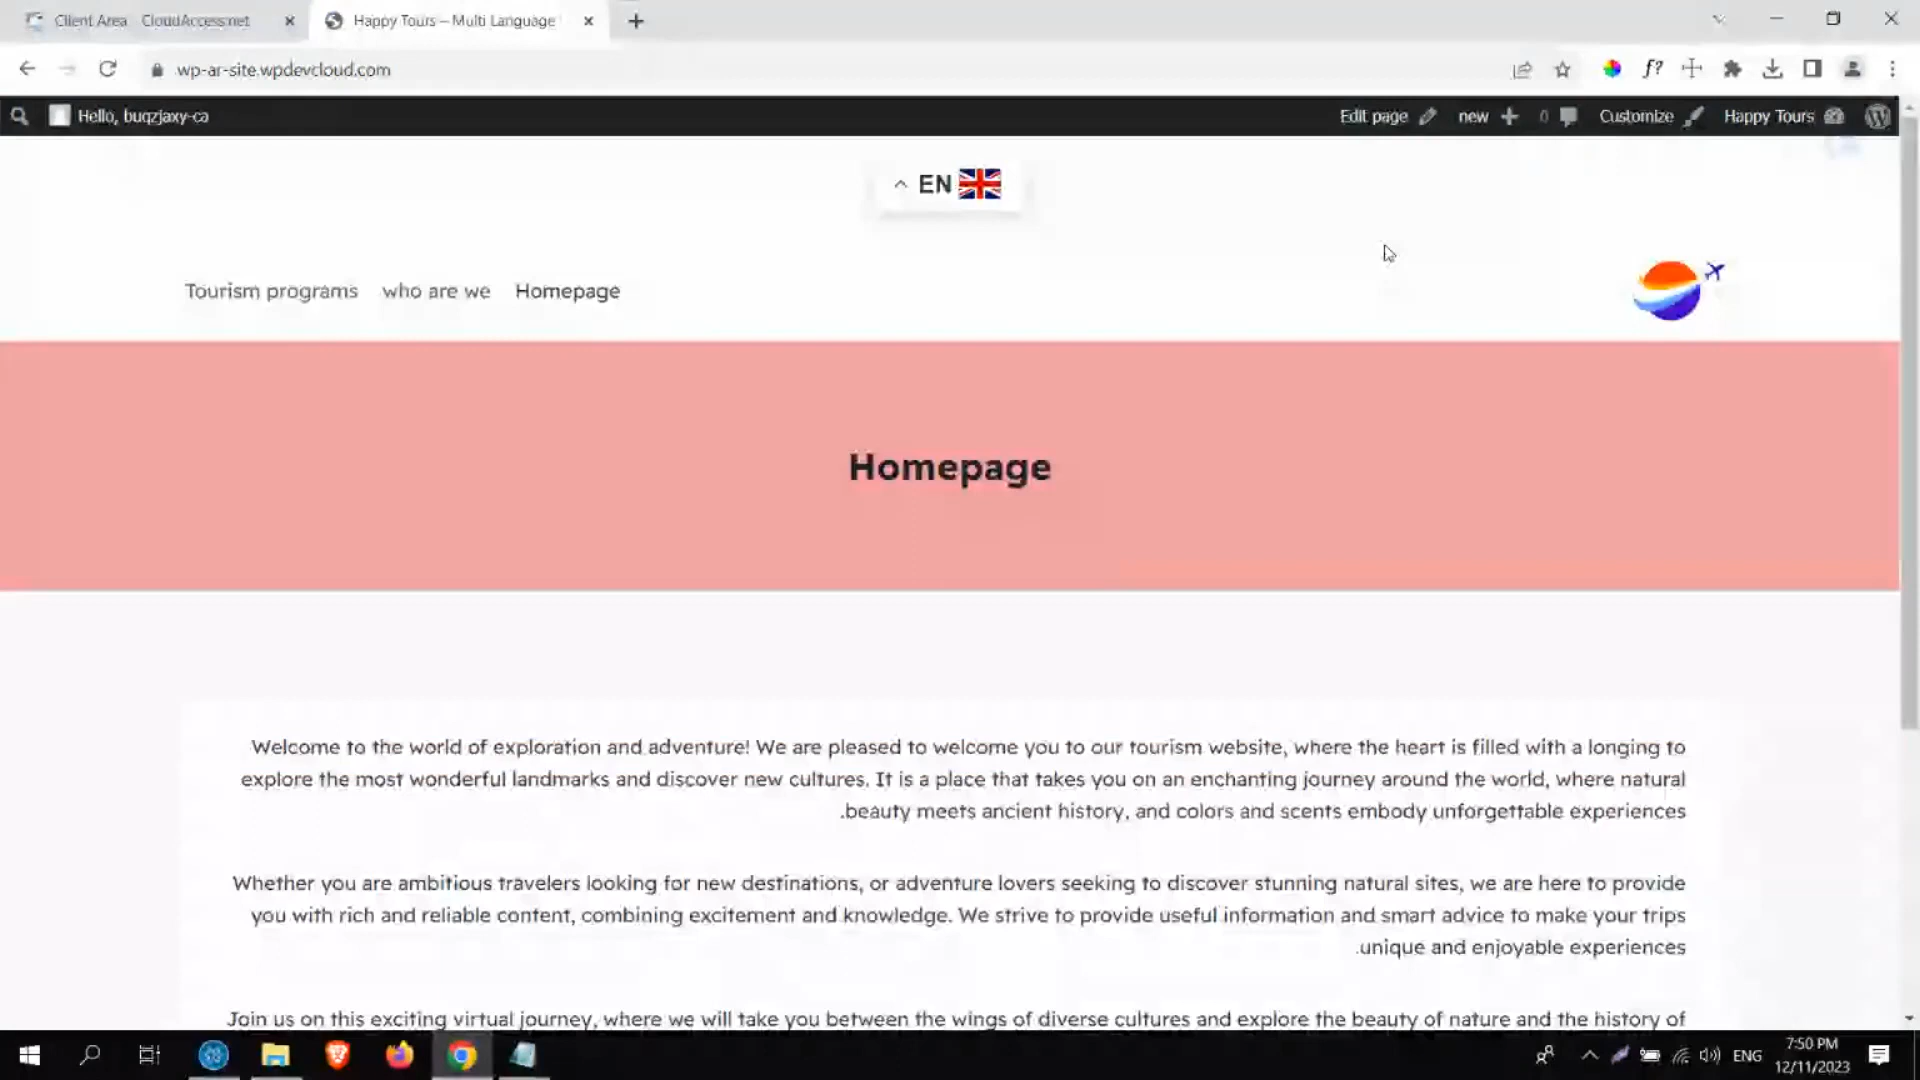 Client Area CloudAccess.net
Happy Tours – Multi Language
wp-ar-site.wpdevcloud.com
f?
Hello, buqzjaxy-ca
Edit page
new
0
Customize
Happy Tours
EN
Tourism programs
who are we
Homepage
Homepage
Welcome to the world of exploration and adventure! We are pleased to welcome you to our tourism website, where the heart is filled with a longing to
explore the most wonderful landmarks and discover new cultures. It is a place that takes you on an enchanting journey around the world, where natural
.beauty meets ancient history, and colors and scents embody unforgettable experiences
Whether you are ambitious travelers looking for new destinations, or adventure lovers seeking to discover stunning natural sites, we are here to provide
you with rich and reliable content, combining excitement and knowledge. We strive to provide useful information and smart advice to make your trips
.unique and enjoyable experiences
Join us on this exciting virtual journey, where we will take you between the wings of diverse cultures and explore the beauty of nature and the history of
ENG
7:50 PM
12/11/2023